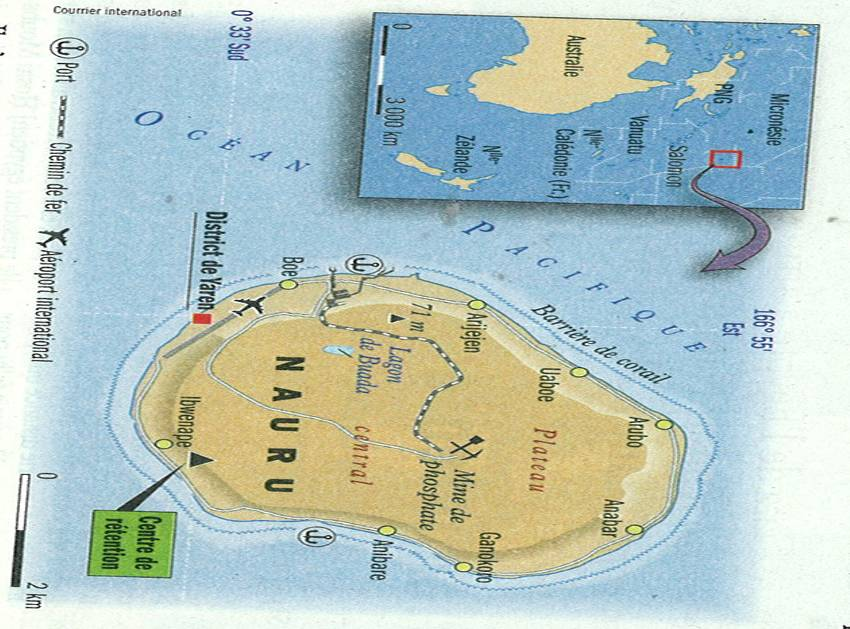 Courrier international
Micronésie
PNG
Salomon
Vanuatu
Nlle-
Calédonie (Fr.)
Australie
Nlle-
Zélande
0
3 000 km
166° 55'
Est
OCÉAN PACIFIQUE
Barrière de corail
Arubo
Anabar
Uaboe
Plateau
Arijejen
Ganokoro
Mine de
phosphate
71 m
Lagon
de Buada
central
Anibare
Boe
NAURU
District de Yaren
Ibwenape
Centre de
rétention
0° 33' Sud
Port
Chemin de fer
Aéroport international
0
2 km